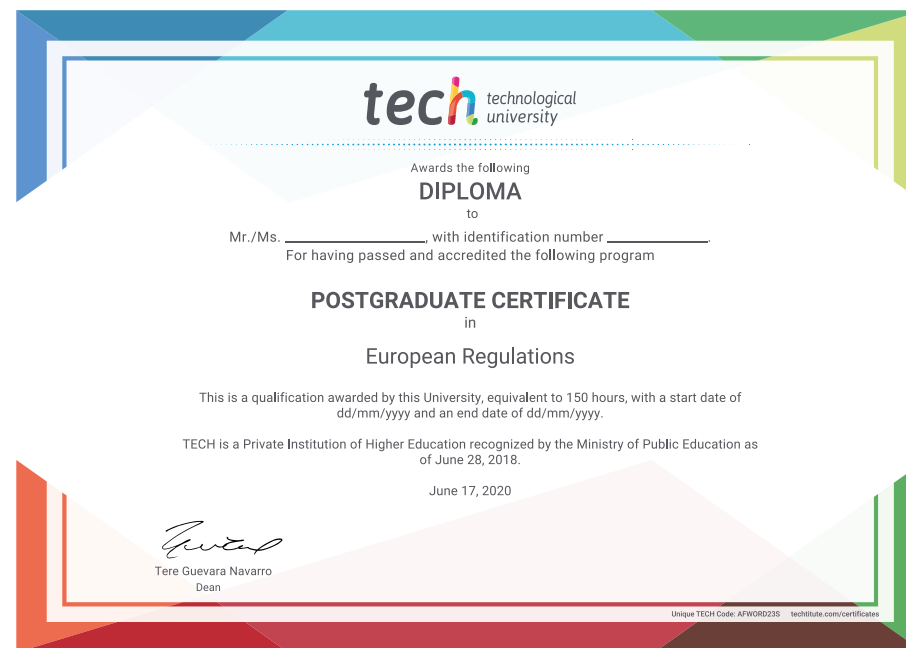 tech technological
university
Awards the following
DIPLOMA
to
Mr./Ms. ____________________, with identification number ______________.
For having passed and accredited the following program
POSTGRADUATE CERTIFICATE
in
European Regulations
This is a qualification awarded by this University, equivalent to 150 hours, with a start date of
dd/mm/yyyy and an end date of dd/mm/yyyy.
TECH is a Private Institution of Higher Education recognized by the Ministry of Public Education as
of June 28, 2018.
June 17, 2020
Tere Guevara Navarro
Dean
Unique TECH Code: AFWORD23S techtitute.com/certificates